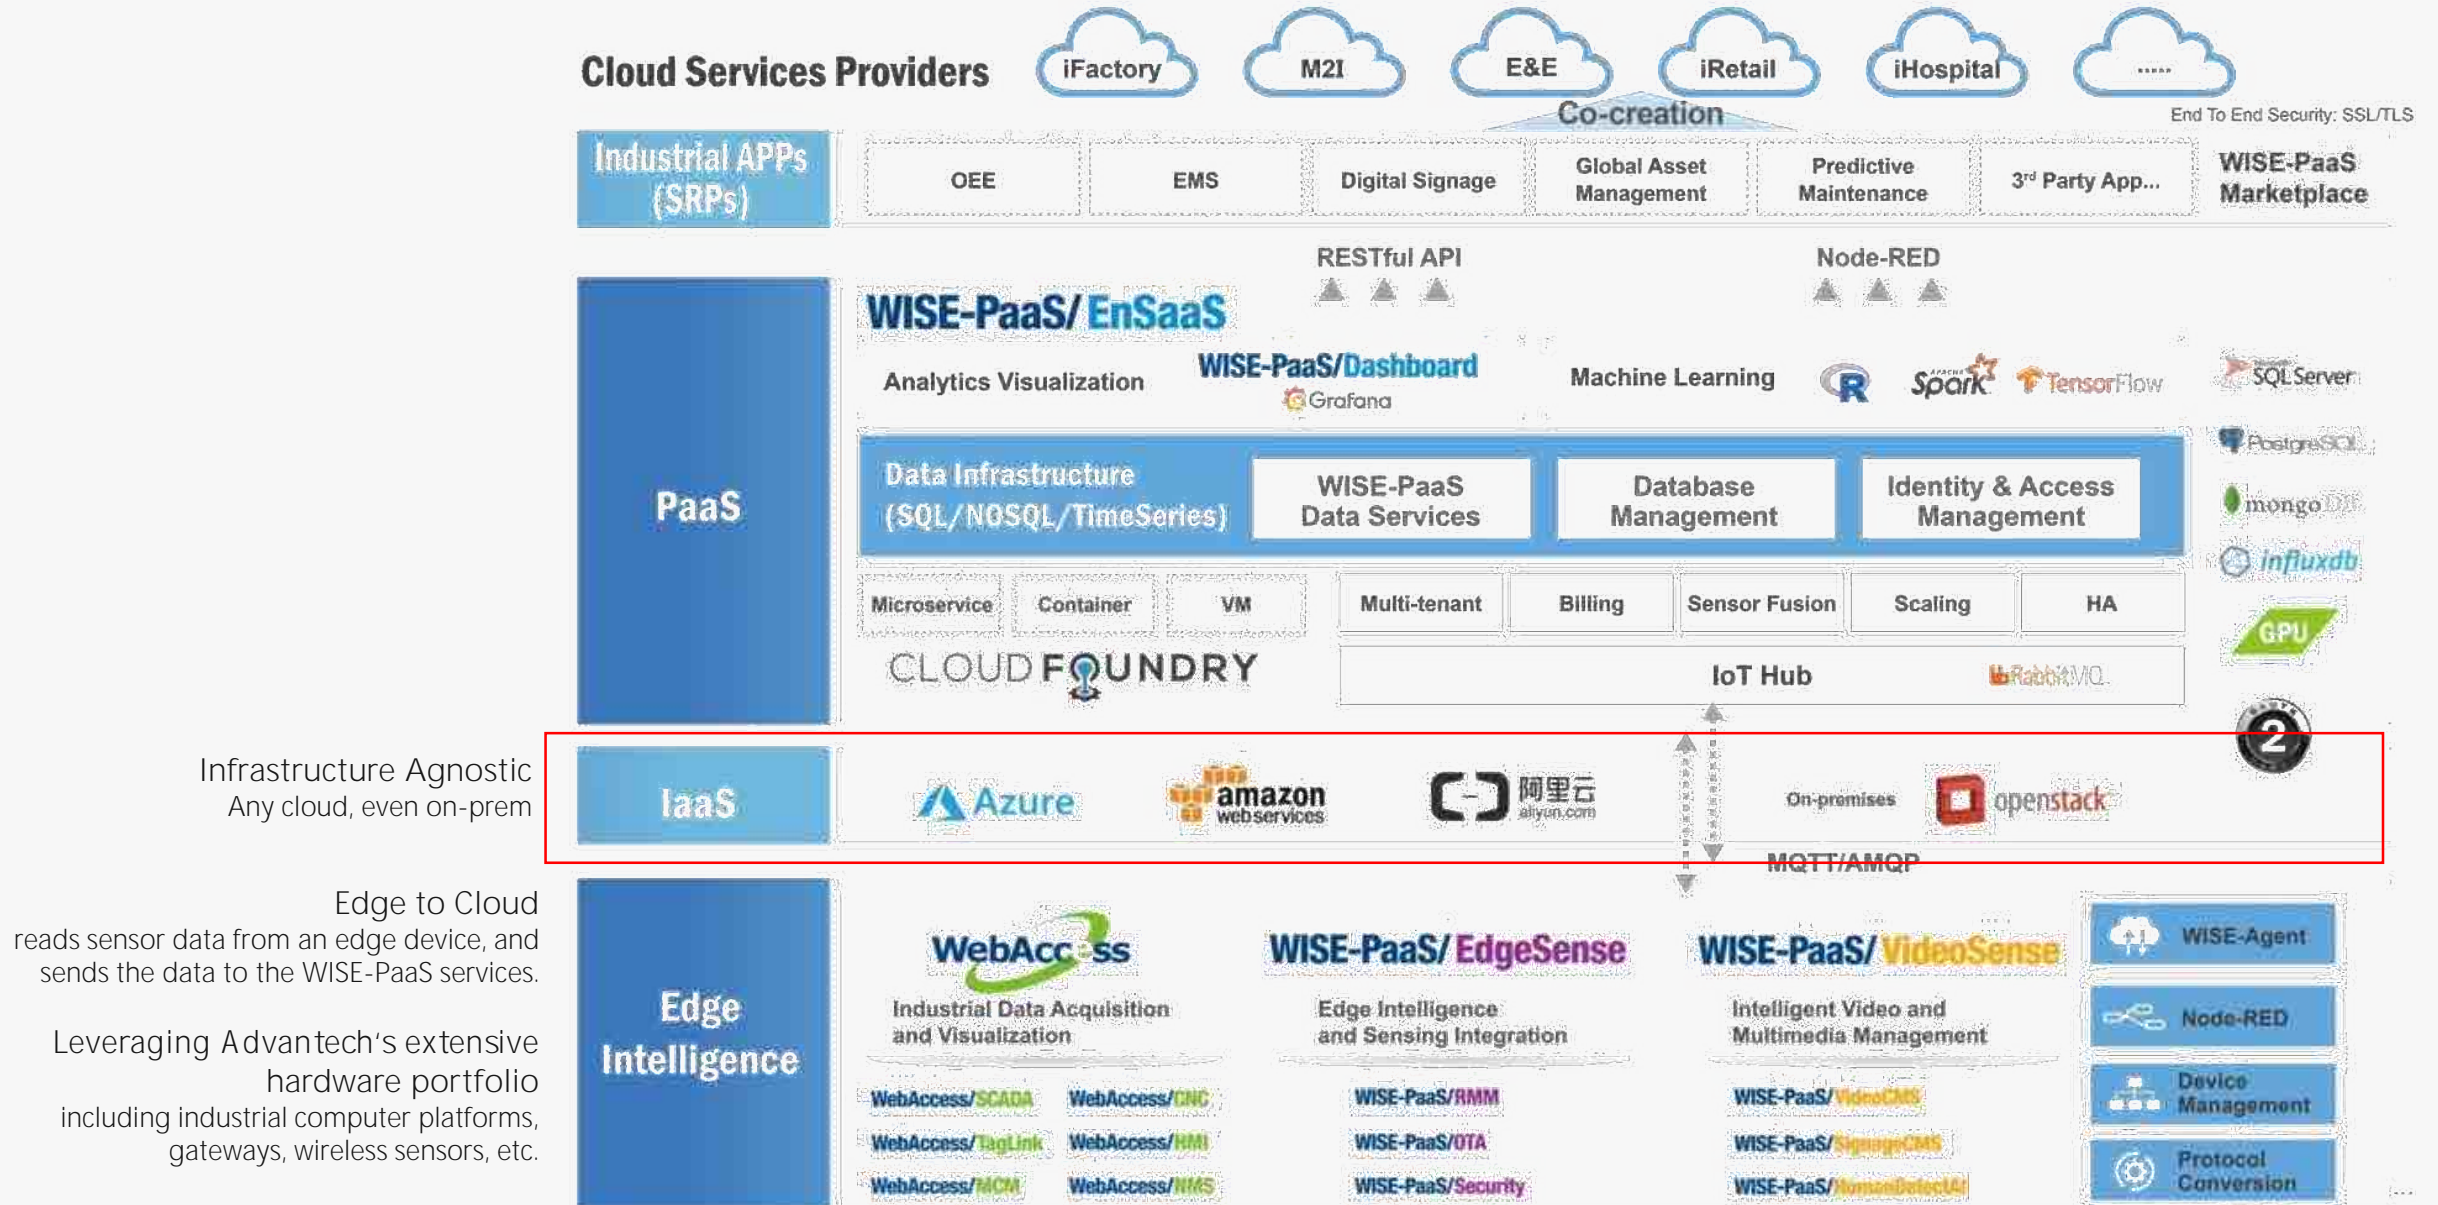 Cloud Services Providers
iFactory
M2I
E&E
iRetail
iHospital
.....
Co-creation
End To End Security: SSL/TLS
Industrial APPs
(SRPs)
OEE
EMS
Digital Signage
Global Asset
Management
Predictive
Maintenance
3rd Party App...
WISE-PaaS
Marketplace
RESTful API
Node-RED
PaaS
WISE-PaaS/EnSaaS
Analytics Visualization
WISE-PaaS/Dashboard
Grafana
Machine Learning
R
APACHE
Spark
TensorFlow
SQL Server
PostgreSQL
mongoDB
influxdb
GPU
Data Infrastructure
(SQL/NOSQL/TimeSeries)
WISE-PaaS
Data Services
Database
Management
Identity & Access
Management
Microservice
Container
VM
Multi-tenant
Billing
Sensor Fusion
Scaling
HA
CLOUD FOUNDRY
IoT Hub
RabbitMQ
2
Infrastructure Agnostic
Any cloud, even on-prem
IaaS
Azure
amazon
webservices
阿里云
aliyun.com
On-premises
openstack
MQTT/AMQP
Edge to Cloud
reads sensor data from an edge device, and
sends the data to the WISE-PaaS services.
Leveraging Advantech's extensive
hardware portfolio
including industrial computer platforms,
gateways, wireless sensors, etc.
Edge
Intelligence
WebAccess
Industrial Data Acquisition
and Visualization
WebAccess/SCADA
WebAccess/CNC
WebAccess/TagLink
WebAccess/HMI
WebAccess/MCM
WebAccess/NMS
WISE-PaaS/EdgeSense
Edge Intelligence
and Sensing Integration
WISE-PaaS/RMM
WISE-PaaS/OTA
WISE-PaaS/Security
WISE-PaaS/VideoSense
Intelligent Video and
Multimedia Management
WISE-PaaS/VideoCMS
WISE-PaaS/SignageCMS
WISE-PaaS/HumanDetectAI
WISE-Agent
Node-RED
Device
Management
Protocol
Conversion
...